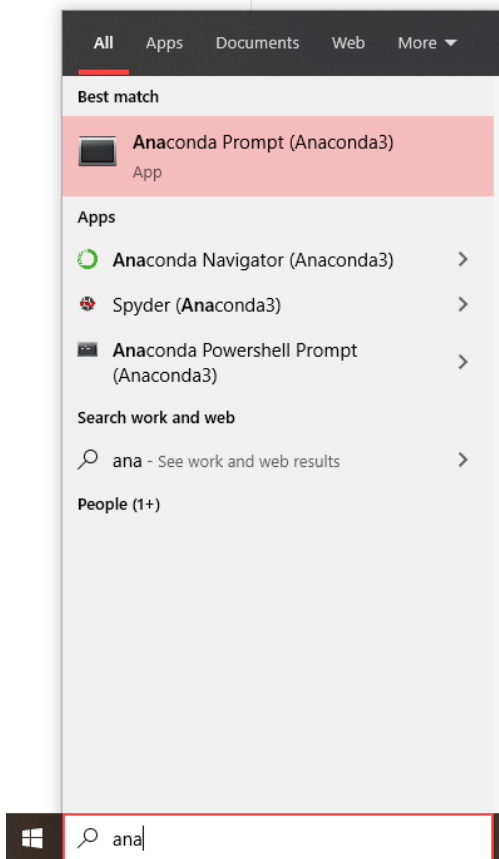 All Apps Documents Web More
Best match
Anaconda Prompt (Anaconda3)
App
Apps
Anaconda Navigator (Anaconda3)
Spyder (Anaconda3)
Anaconda Powershell Prompt
(Anaconda3)
Search work and web
ana - See work and web results
People (1+)
ana